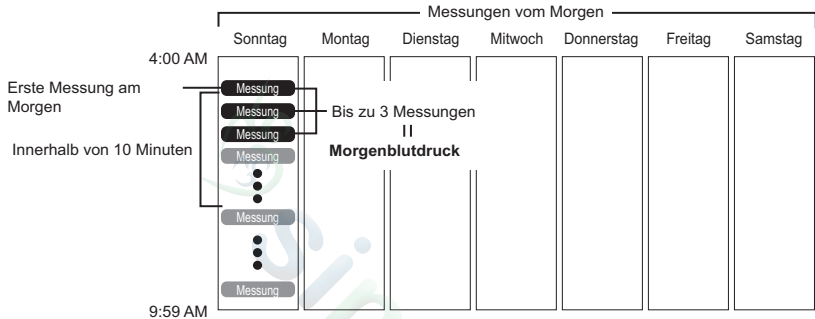 Messungen vom Morgen
Sonntag Montag Dienstag Mitwoch Donnerstag Freitag Samstag
4:00 AM
Erste Messung am
Morgen
Innerhalb von 10 Minuten
Messung
Messung
Messung
Messung
Messung
Messung
Bis zu 3 Messungen
=
Morgenblutdruck
9:59 AM